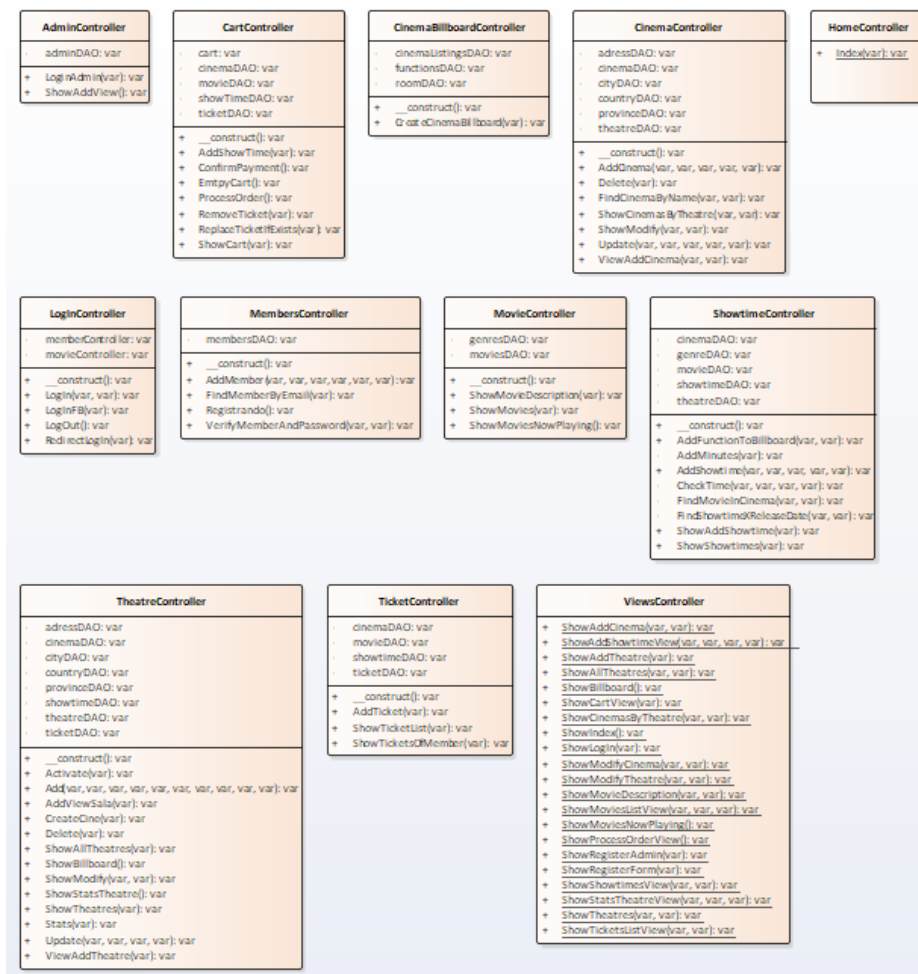 AdminController
adminDAO: var
+ LoginAdmin(var): var
+ ShowAddView(): var
CartController
cart: var
cinemaDAO: var
movieDAO: var
showTimeDAO: var
ticketDAO: var
+ __construct(): var
+ AddShowTime(var): var
+ ConfirmPayment(): var
+ EmtpyCart(): var
+ ProcessOrder(): var
+ RemoveTicket(var): var
+ ReplaceTicketIfExists(var): var
+ ShowCart(var): var
CinemaBillboardController
cinemaListingsDAO: var
functionsDAO: var
roomDAO: var
+ __construct(): var
+ CreateCinemaBillboard(var): var
CinemaController
adressDAO: var
cinemaDAO: var
cityDAO: var
countryDAO: var
provinceDAO: var
theatreDAO: var
+ __construct(): var
+ AddCinema(var, var, var, var, var): var
+ Delete(var): var
+ FindCinemaByName(var, var): var
+ ShowCinemasByTheatre(var, var): var
+ ShowModify(var, var): var
+ Update(var, var, var, var, var): var
+ ViewAddCinema(var, var): var
HomeController
+ Index(var): var
LogInController
memberController: var
movieController: var
+ __construct(): var
+ LogIn(var, var): var
+ LogInFB(var): var
+ LogOut(): var
+ RedirectLogIn(var): var
MembersController
membersDAO: var
+ __construct(): var
+ AddMember(var, var, var, var, var, var): var
+ FindMemberByEmail(var): var
+ Registrando(): var
+ VerifyMemberAndPassword(var, var): var
MovieController
genresDAO: var
moviesDAO: var
+ __construct(): var
+ ShowMovieDescription(var): var
+ ShowMovies(var): var
+ ShowMoviesNowPlaying(): var
ShowtimeController
cinemaDAO: var
genreDAO: var
movieDAO: var
showtimeDAO: var
theatreDAO: var
+ __construct(): var
+ AddFunctionToBillboard(var, var): var
AddMinutes(var, var): var
+ AddShowtime(var, var, var, var, var): var
CheckTime(var, var, var, var): var
FindMovieInCinema(var, var): var
FindShowtimeXReleaseDate(var, var): var
+ ShowAddShowtime(var, var): var
+ ShowShowtimes(var): var
TheatreController
adressDAO: var
cinemaDAO: var
cityDAO: var
countryDAO: var
provinceDAO: var
showtimeDAO: var
theatreDAO: var
ticketDAO: var
+ __construct(): var
+ Activate(var): var
+ Add(var, var, var, var, var, var, var, var, var, var): var
+ AddViewSala(var): var
+ CreateCine(var): var
+ Delete(var): var
+ ShowAllTheatres(var): var
+ ShowBillboard(): var
+ ShowModify(var, var): var
+ ShowStatsTheatre(): var
+ ShowTheatres(var): var
+ Stats(var): var
+ Update(var, var, var, var): var
+ ViewAddTheatre(var): var
TicketController
cinemaDAO: var
movieDAO: var
showtimeDAO: var
ticketDAO: var
+ __construct(): var
+ AddTicket(var): var
+ ShowTicketList(var): var
+ ShowTicketsOfMember(var): var
ViewsController
+ ShowAddCinema(var, var): var
+ ShowAddShowtimeView(var, var, var, var): var
+ ShowAddTheatre(var): var
+ ShowAllTheatres(var, var): var
+ ShowBillboard(): var
+ ShowCartView(var): var
+ ShowCinemasByTheatre(var, var): var
+ ShowIndex(): var
+ ShowLogIn(var): var
+ ShowModifyCinema(var, var): var
+ ShowModifyTheatre(var, var): var
+ ShowMovieDescription(var, var): var
+ ShowMoviesListView(var, var, var): var
+ ShowMoviesNowPlaying(): var
+ ShowProcessOrderView(): var
+ ShowRegisterAdmin(var): var
+ ShowRegisterForm(var): var
+ ShowShowtimesView(var, var): var
+ ShowStatsTheatreView(var, var, var): var
+ ShowTheatres(var, var): var
+ ShowTicketsListView(var, var): var